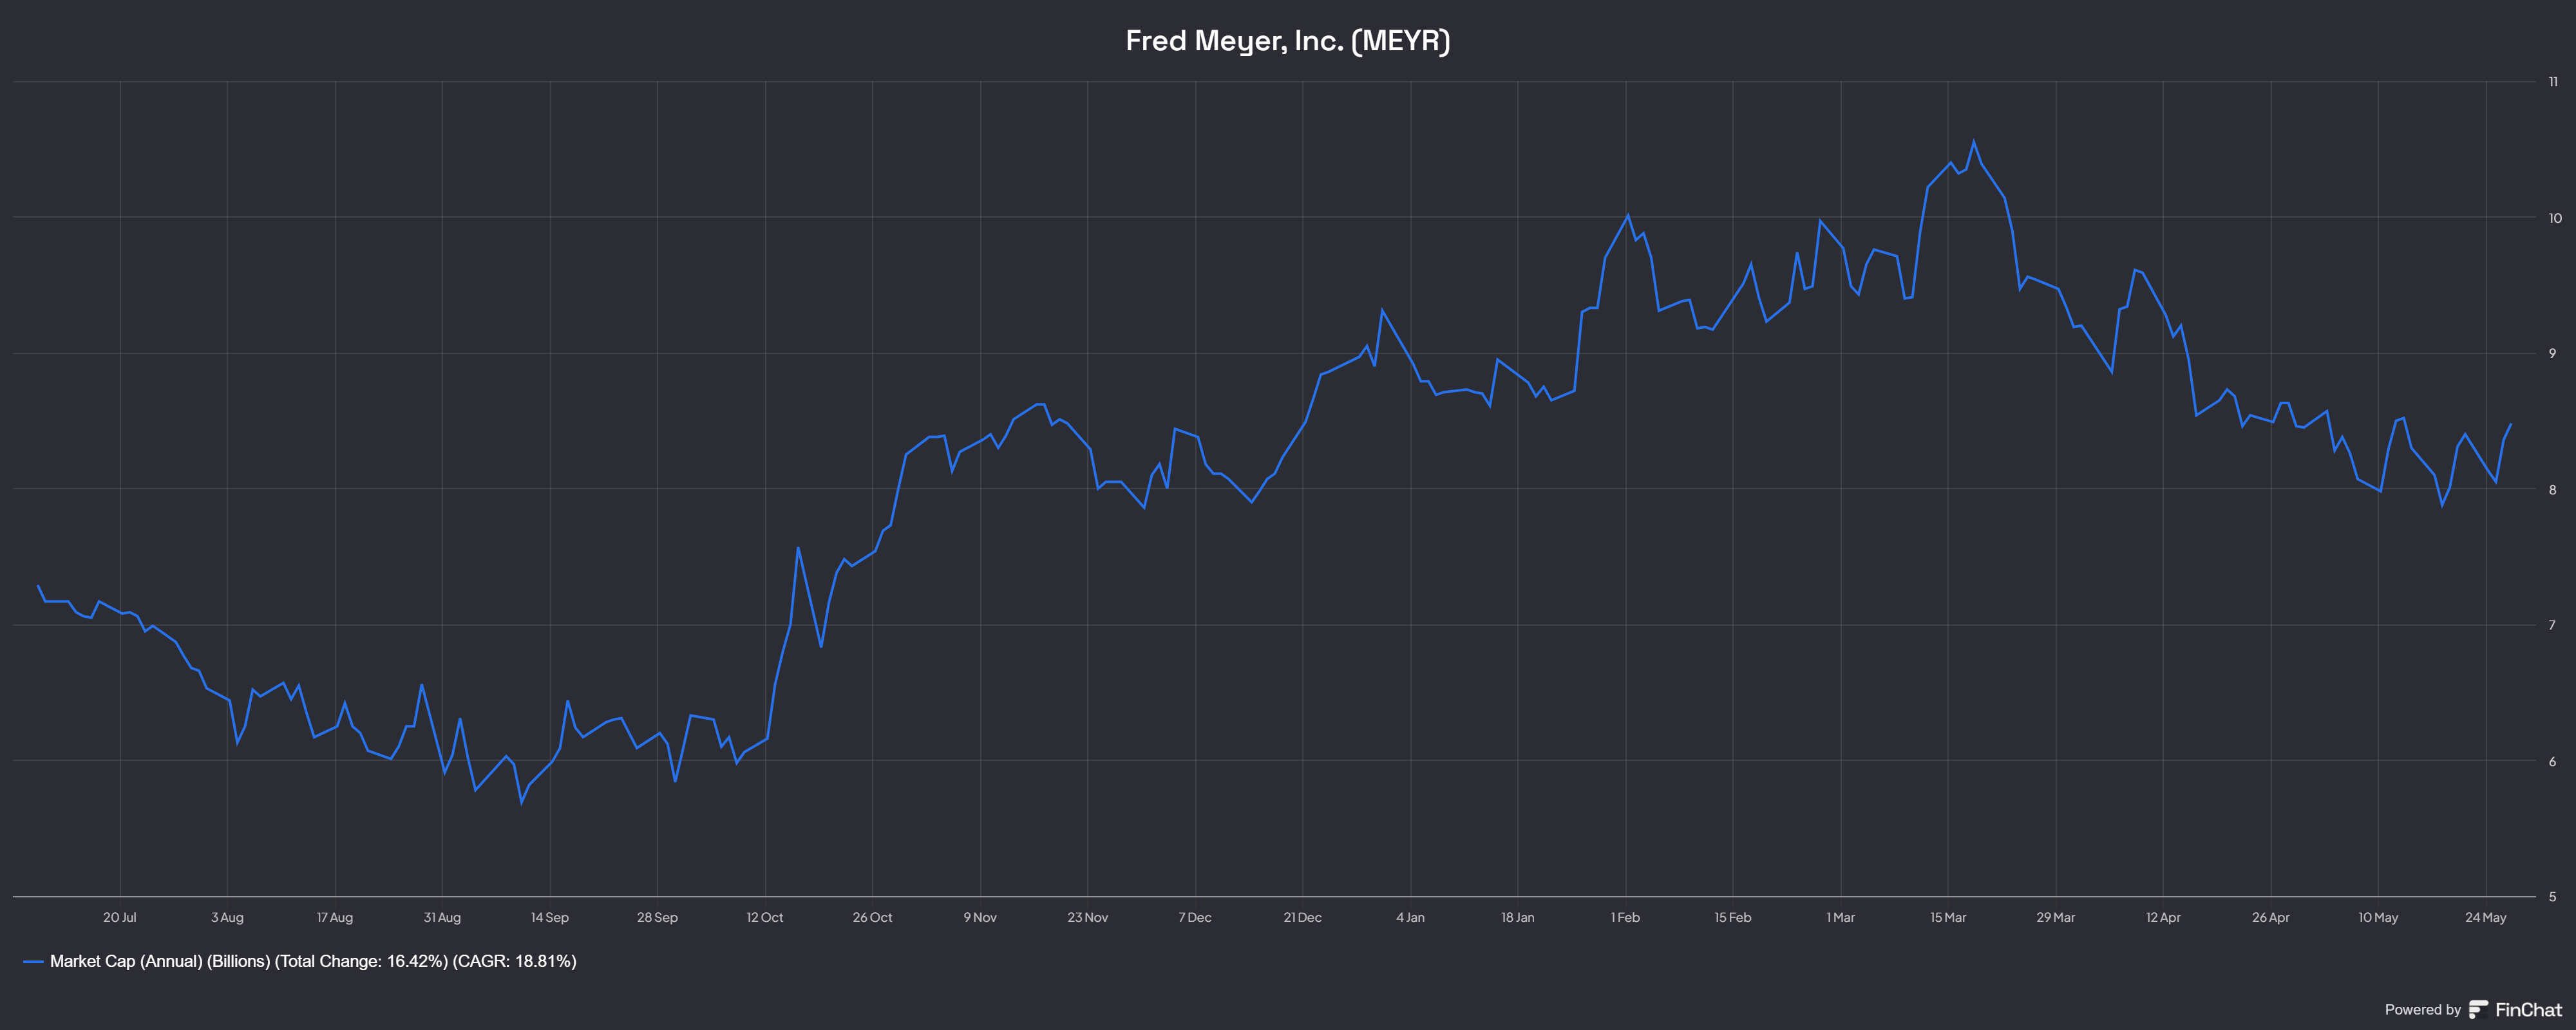 Fred Meyer, Inc. (MEYR)
11
10
9
8
7
6
5
20 Jul 3 Aug 17 Aug 31 Aug 14 Sep 28 Sep 12 Oct 26 Oct 9 Nov 23 Nov 7 Dec 21 Dec 4 Jan 18 Jan 1 Feb 15 Feb 1 Mar 15 Mar 29 Mar 12 Apr 26 Apr 10 May 24 May
Market Cap (Annual) (Billions) (Total Change: 16.42%) (CAGR: 18.81%)
Powered by FinChat